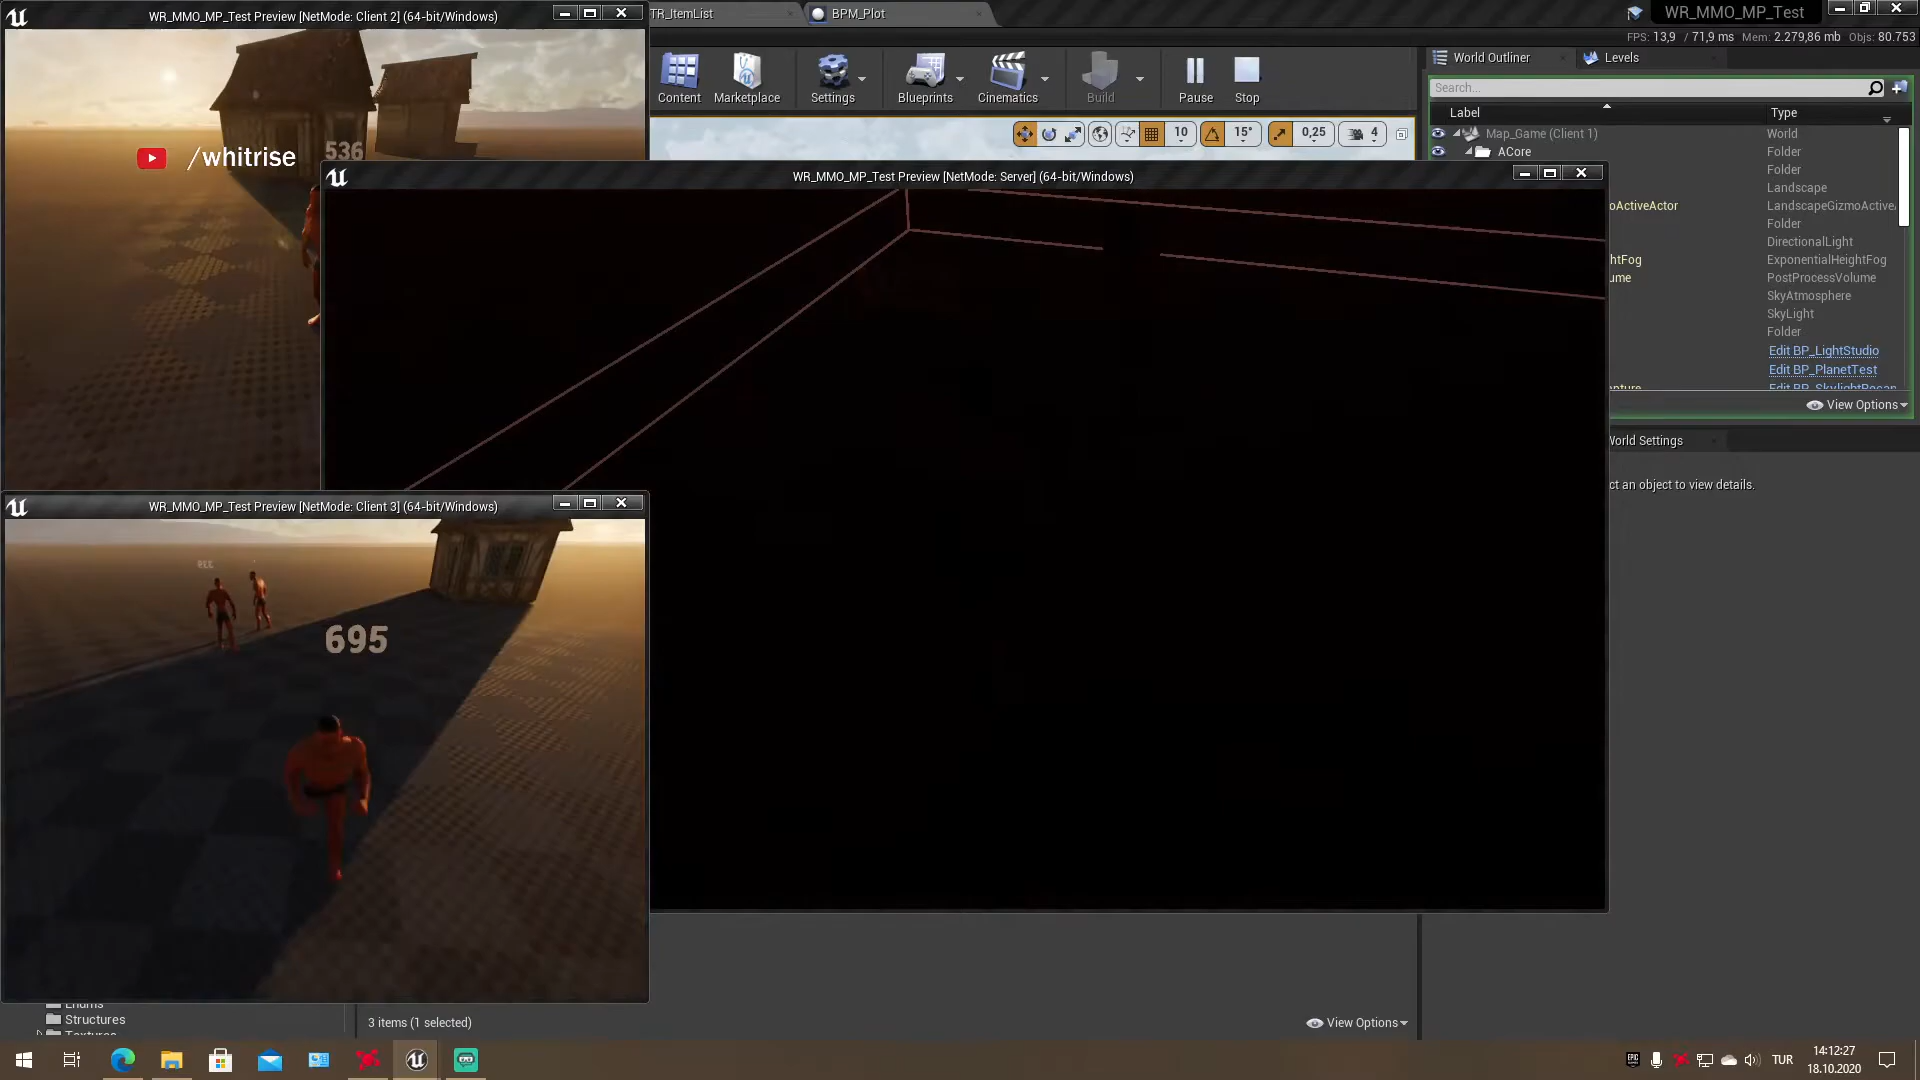 WR_MMO_MP_Test Preview [NetMode: Client 2] (64-bit/Windows)
TR_ItemList
BPM_Plot
WR_MMO_MP_Test
FPS: 13,9 / 71,9 ms Mem: 2.279,86 mb Objs: 80.753
World Outliner
Levels
Content
Marketplace
Settings
Blueprints
Cinematics
Build
Pause
Stop
Search...
Label
Type
10
15°
0,25
4
Map_Game (Client 1)
World
ACore
Folder
Folder
Landscape
oActiveActor
LandscapeGizmoActive
Folder
DirectionalLight
htFog
ExponentialHeightFog
ume
PostProcessVolume
SkyAtmosphere
SkyLight
Folder
Edit BP_LightStudio
Edit BP_PlanetTest
Edit BP_SkylightRecap
View Options
/whitrise
536
WR_MMO_MP_Test Preview [NetMode: Server] (64-bit/Windows)
World Settings
ct an object to view details.
WR_MMO_MP_Test Preview [NetMode: Client 3] (64-bit/Windows)
695
Enums
Structures
Textures
3 items (1 selected)
View Options
EPIC
TUR
14:12:27
18.10.2020